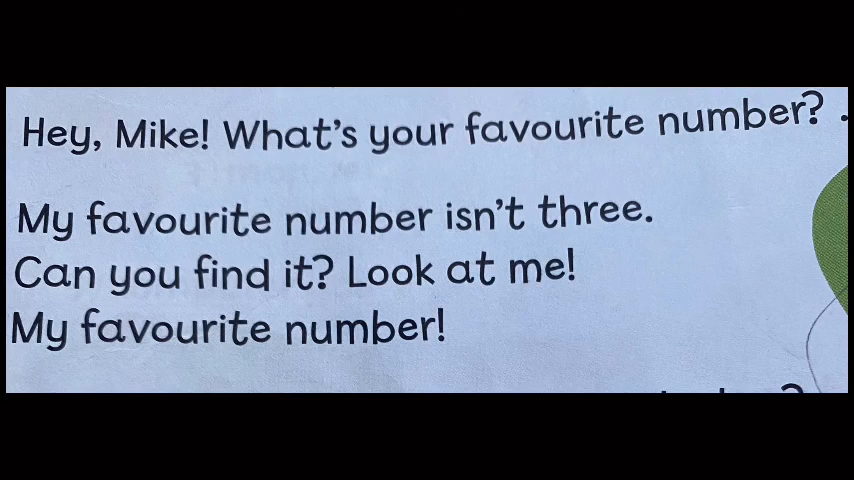 Hey, Mike! What's your favourite number?
My favourite number isn't three.
Can you find it? Look at me!
My favourite number!